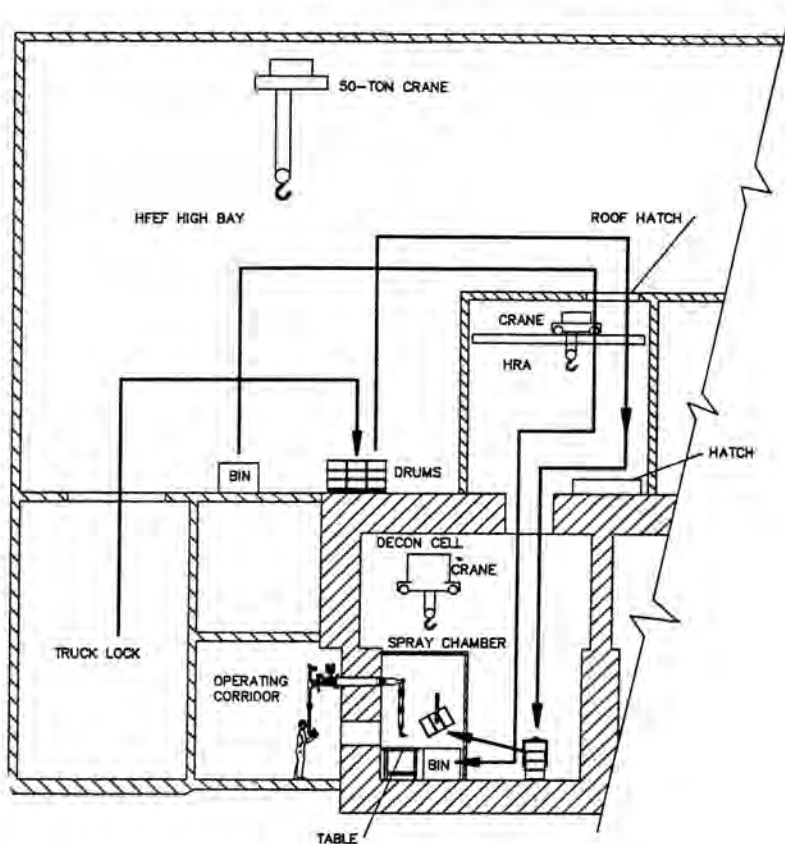 50-TON CRANE
HFEF HIGH BAY
ROOF HATCH
CRANE
HRA
HATCH
BIN
DRUMS
DECON CELL
CRANE
SPRAY CHAMBER
TRUCK LOCK
OPERATING
CORRIDOR
BIN
TABLE